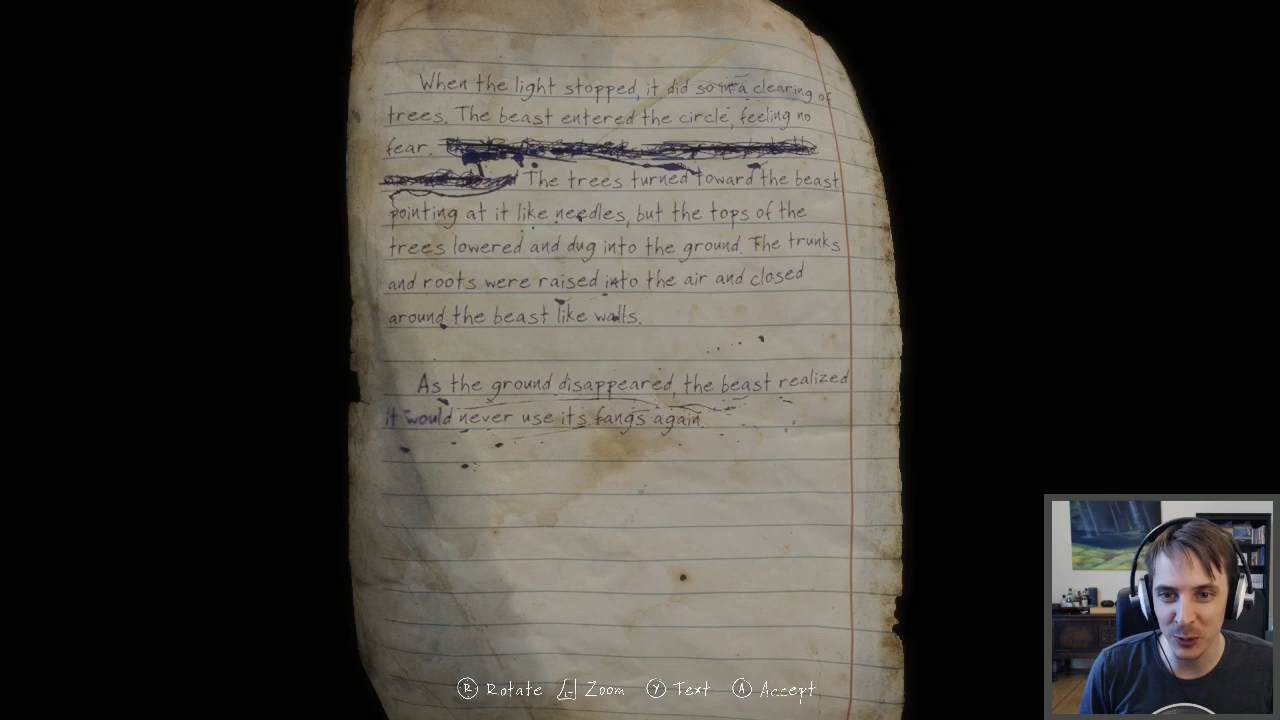 When the light stopped, it did so in a clearing of
trees. The beast entered the circle, feeling no
fear.
The trees turned toward the beast
pointing at it like needles, but the tops of the
trees lowered and dug into the ground. The trunks
and roots were raised into the air and closed
around the beast like walls.
As the ground disappeared, the beast realized
it would never use its fangs again.
R Rotate L Zoom Y Text A Accept